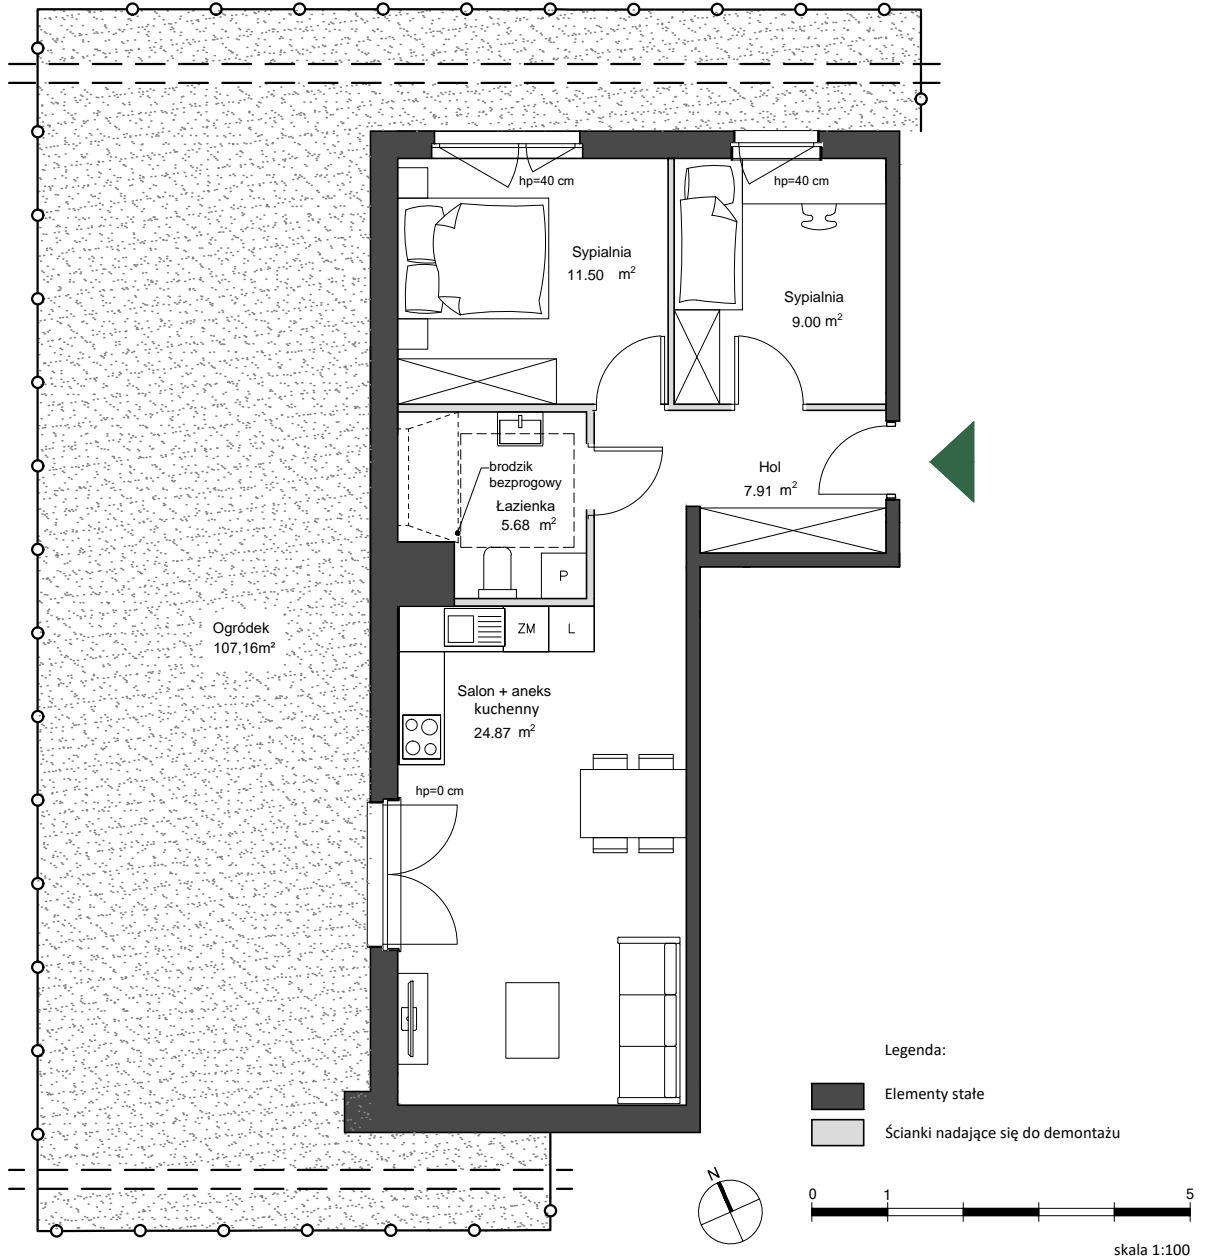 hp=40 cm
hp=40 cm
Sypialnia
11.50 m²
Sypialnia
9.00 m²
brodzik
bezprogowy
Łazienka
5.68 m²
Hol
7.91 m²
P
ZM
L
Ogródek
107,16m²
Salon + aneks
kuchenny
24.87 m²
hp=0 cm
Legenda:
Elementy stałe
Ścianki nadające się do demontażu
N
0 1 5
skala 1:100